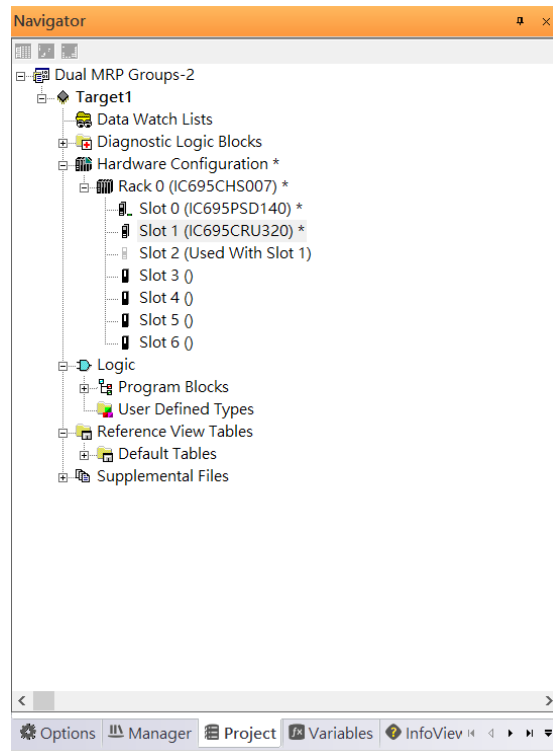 Navigator
Dual MRP Groups-2
Target1
Data Watch Lists
Diagnostic Logic Blocks
Hardware Configuration *
Rack 0 (IC695CHS007) *
Slot 0 (IC695PSD140) *
Slot 1 (IC695CRU320) *
Slot 2 (Used With Slot 1)
Slot 3 ()
Slot 4 ()
Slot 5 ()
Slot 6 ()
Logic
Program Blocks
User Defined Types
Reference View Tables
Default Tables
Supplemental Files
Options Manager Project Variables InfoView